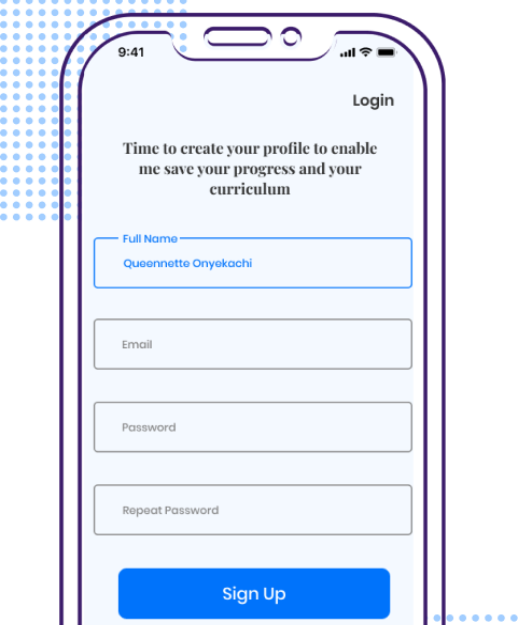 9:41
Login
Time to create your profile to enable
me save your progress and your
curriculum
Full Name
Queennette Onyekachi
Email
Password
Repeat Password
Sign Up